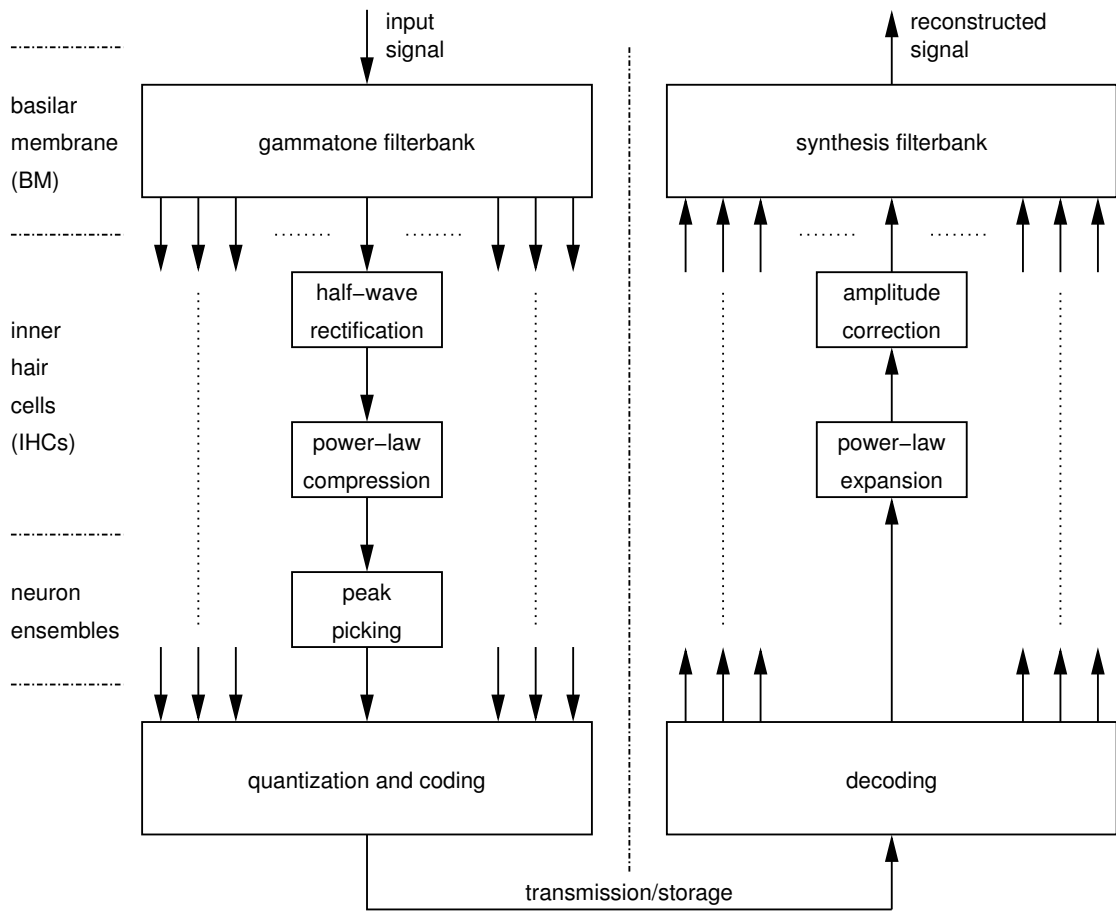 input
signal
reconstructed
signal
basilar
membrane
(BM)
gammatone filterbank
synthesis filterbank
inner
hair
cells
(IHCs)
half−wave
rectification
amplitude
correction
power−law
compression
power−law
expansion
neuron
ensembles
peak
picking
quantization and coding
decoding
transmission/storage